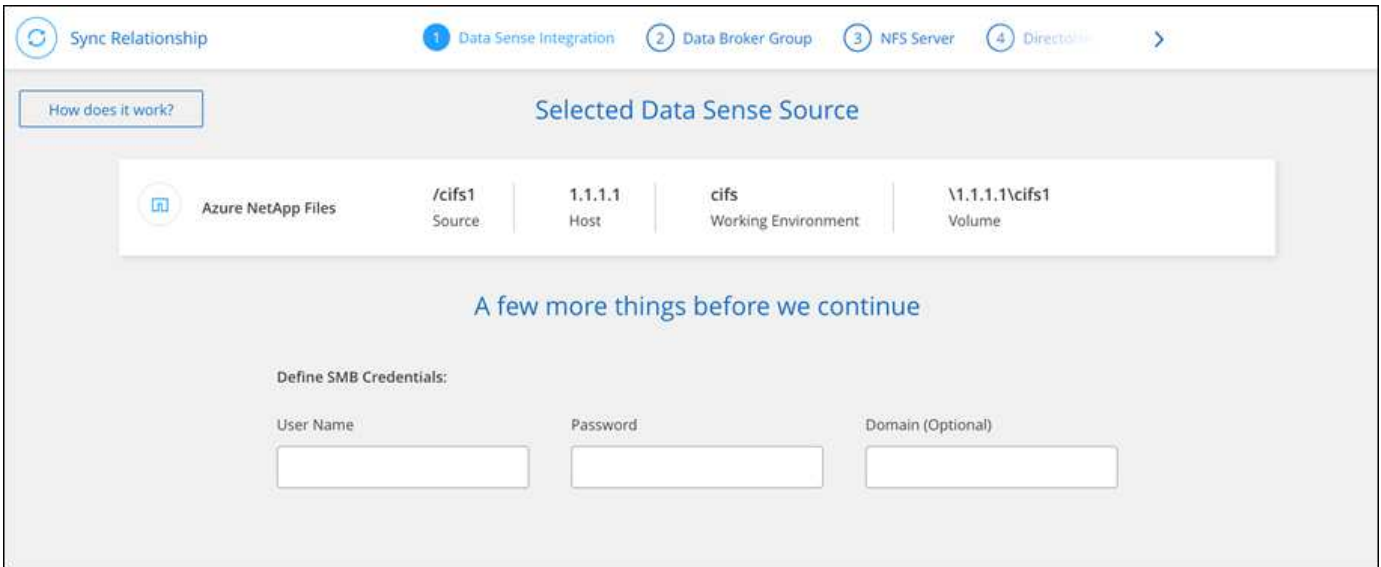 Sync Relationship
1 Data Sense Integration 2 Data Broker Group 3 NFS Server 4
How does it work?
Selected Data Sense Source
Azure NetApp Files
/cifs1 1.1.1.1 cifs \1.1.1.1\cifs1
Source Host Working Environment Volume
A few more things before we continue
Define SMB Credentials:
User Name Password Domain (Optional)